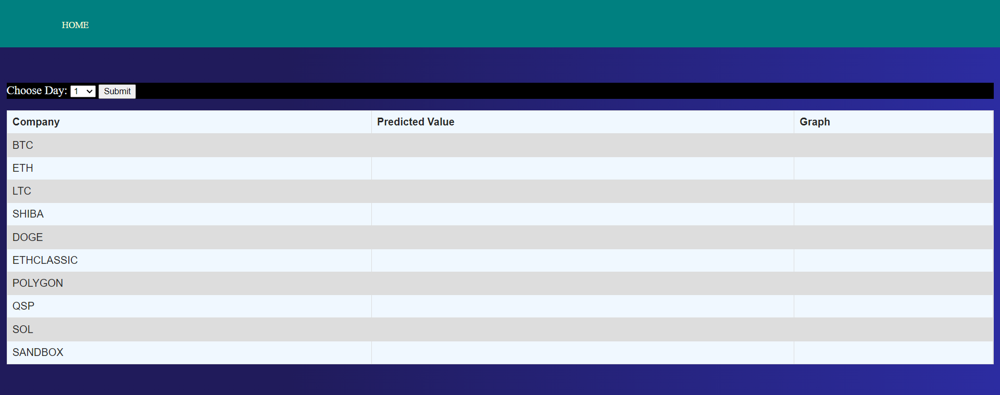 HOME
Choose Day: 1 Submit
Company Predicted Value Graph
BTC
ETH
LTC
SHIBA
DOGE
ETHCLASSIC
POLYGON
QSP
SOL
SANDBOX